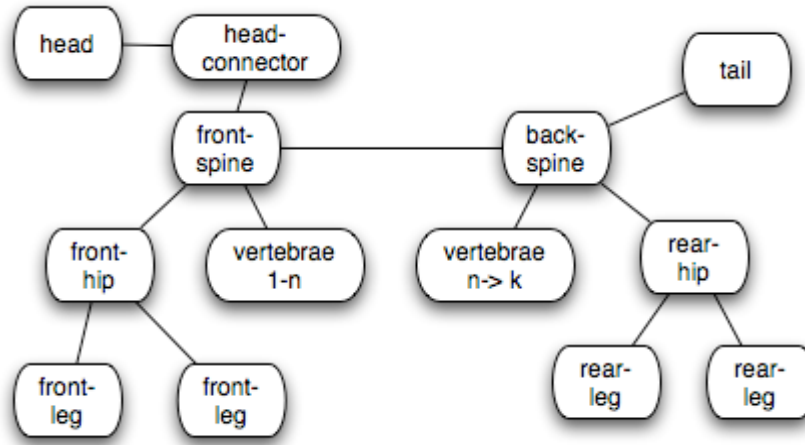 head
head-
connector
tail
front-
spine
back-
spine
front-
hip
vertebrae
1-n
vertebrae
n-> k
rear-
hip
front-
leg
front-
leg
rear-
leg
rear-
leg